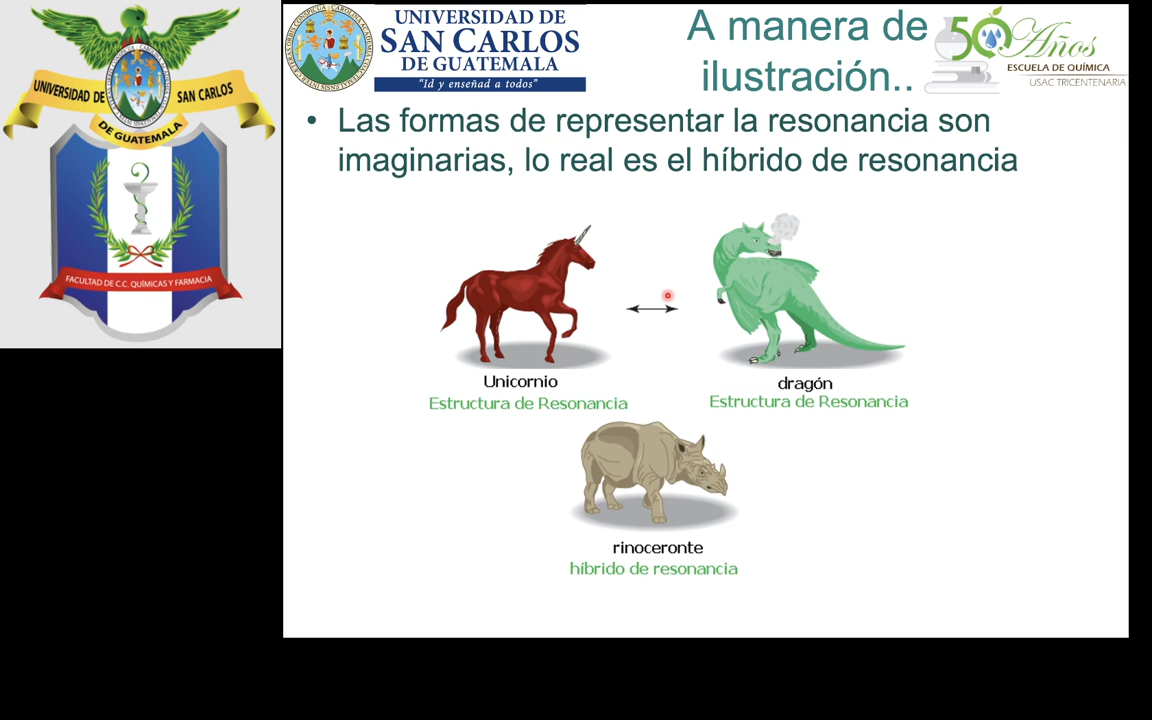 UNIVERSIDAD DE SAN CARLOS
DE GUATEMALA
FACULTAD DE C.C. QUÍMICAS Y FARMACIA
UNIVERSIDAD DE
SAN CARLOS
DE GUATEMALA
"Id y enseñad a todos"
A manera de
ilustración..
50 Años
ESCUELA DE QUÍMICA
USAC TRICENTENARIA
• Las formas de representar la resonancia son
imaginarias, lo real es el híbrido de resonancia
Unicornio
Estructura de Resonancia
dragón
Estructura de Resonancia
rinoceronte
híbrido de resonancia